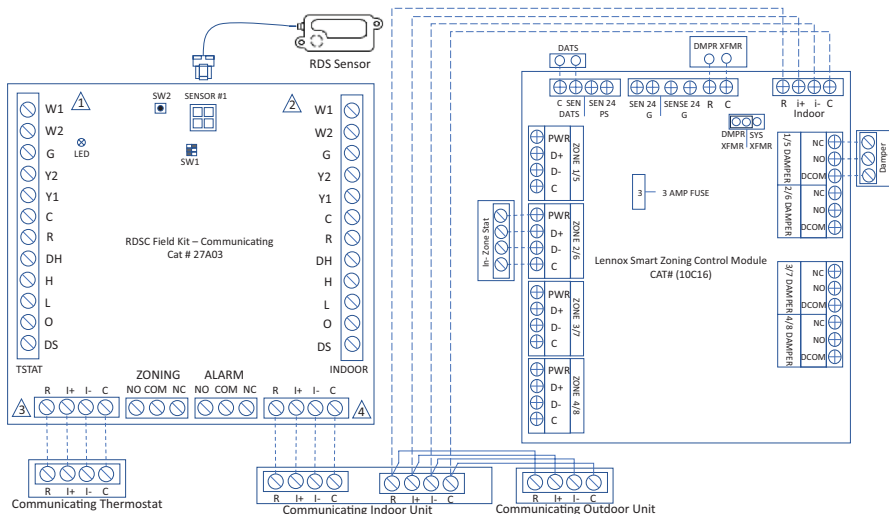 RDS Sensor
SW2
SENSOR #1
SW1
LED
1
2
3
4
W1
W2
G
Y2
Y1
C
R
DH
H
L
O
DS
TSTAT
W1
W2
G
Y2
Y1
C
R
DH
H
L
O
DS
INDOOR
RDSC Field Kit – Communicating
Cat # 27A03
ZONING
NO COM NC
ALARM
NO COM NC
R I+ I- C
R I+ I- C
R I+ I- C
Communicating Thermostat
R I+ I- C
R I+ I- C
Communicating Indoor Unit
R I+ I- C
Communicating Outdoor Unit
DATS
DMPR XFMR
C SEN SEN 24
DATS PS
SEN 24 SENSE 24 R C
G G
R i+ i- C
Indoor
DMPR SYS
XFMR XFMR
3 3 AMP FUSE
PWR
D+
D-
C
ZONE 1/5
PWR
D+
D-
C
ZONE 2/6
PWR
D+
D-
C
ZONE 3/7
PWR
D+
D-
C
ZONE 4/8
In- Zone Stat
Lennox Smart Zoning Control Module
CAT# (10C16)
1/5 DAMPER
NC
NO
DCOM
2/6 DAMPER
NC
NO
DCOM
3/7 DAMPER
NC
NO
DCOM
4/8 DAMPER
NC
NO
DCOM
Damper